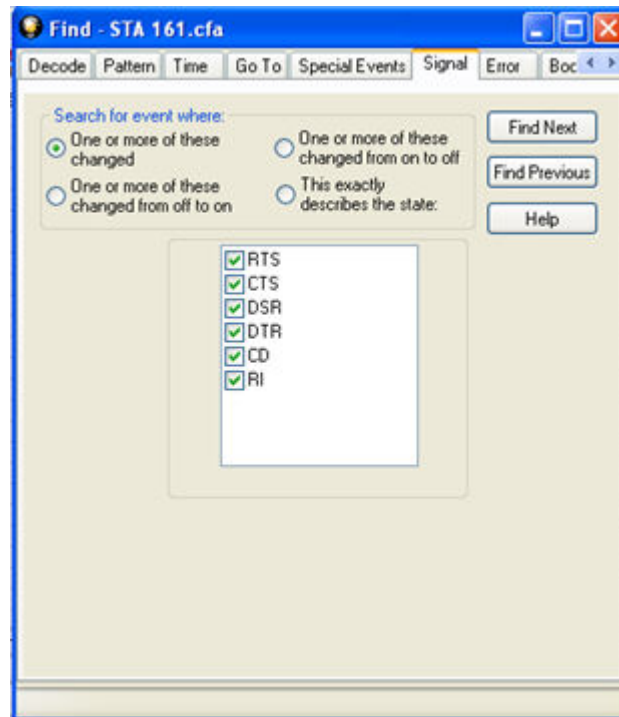 Find - STA 161.cfa
Decode Pattern Time Go To Special Events Signal Error Boo
Search for event where:
One or more of these
changed
One or more of these
changed from on to off
One or more of these
changed from off to on
This exactly
describes the state:
Find Next
Find Previous
Help
RTS
CTS
DSR
DTR
CD
RI